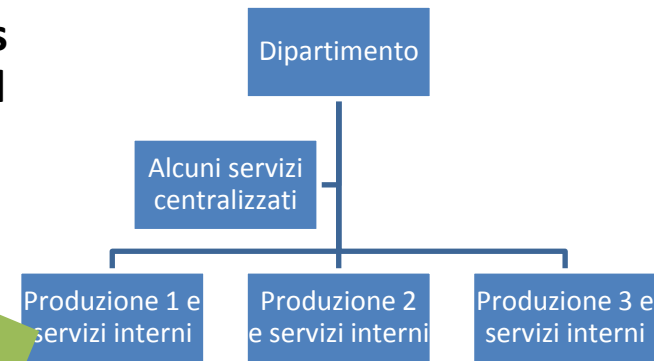 s
Dipartimento
Alcuni servizi
centralizzati
Produzione 1 e
servizi interni
Produzione 2
e servizi interni
Produzione 3 e
servizi interni